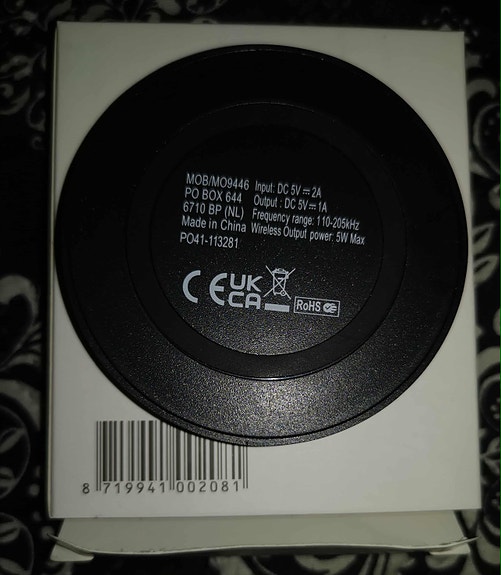 MOB/MO9446 Input: DC 5V⎓2A
PO BOX 644 Output : DC 5V⎓1A
6710 BP (NL) Frequency range: 110-205kHz
Made in China Wireless Output power: 5W Max
PO41-113281
CE UK CA RoHS
8 719941 002081